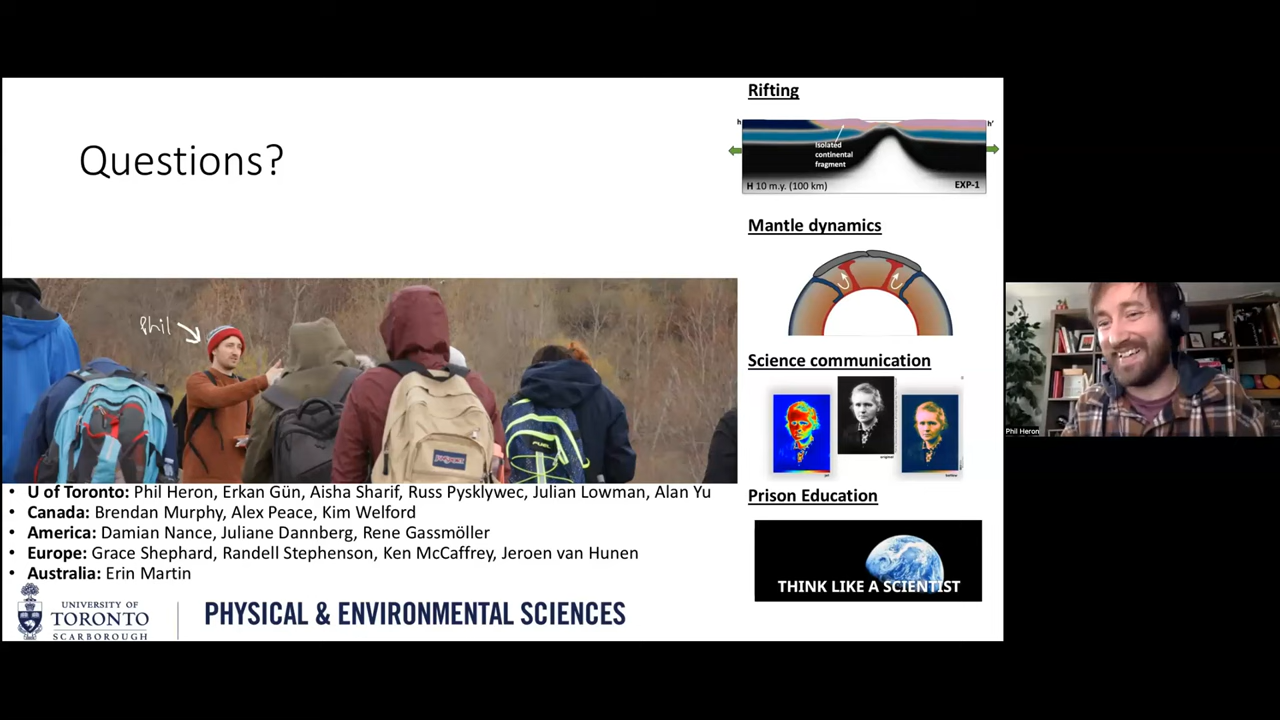 Questions?
Phil
U of Toronto: Phil Heron, Erkan Gün, Aisha Sharif, Russ Pysklywec, Julian Lowman, Alan Yu
Canada: Brendan Murphy, Alex Peace, Kim Welford
America: Damian Nance, Juliane Dannberg, Rene Gassmöller
Europe: Grace Shephard, Randell Stephenson, Ken McCaffrey, Jeroen van Hunen
Australia: Erin Martin
UNIVERSITY OF
TORONTO
SCARBOROUGH
PHYSICAL & ENVIRONMENTAL SCIENCES
Rifting
h
h'
Isolated
continental
fragment
H 10 m.y. (100 km)
EXP-1
Mantle dynamics
Science communication
original
Prison Education
THINK LIKE A SCIENTIST
Phil Heron